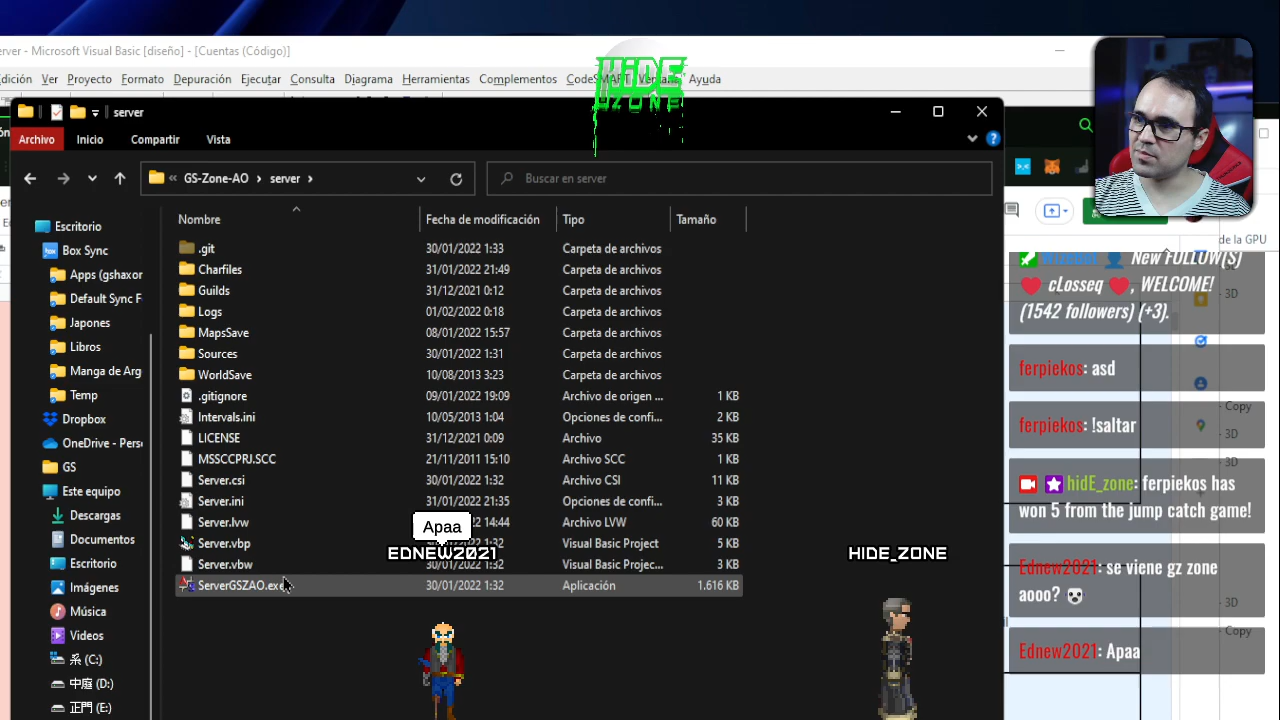 erver - Microsoft Visual Basic [diseño] - [Cuentas (Código)]
dición Ver Proyecto Formato Depuración Ejecutar Consulta Diagrama Herramientas Complementos CodeSMART Ventana Ayuda
HiDE
ZONE
server
Archivo Inicio Compartir Vista
« GS-Zone-AO > server >
Buscar en server
Nombre Fecha de modificación Tipo Tamaño
Escritorio
Box Sync
Apps (gshaxor
Default Sync F
Japones
Libros
Manga de Arg
Temp
Dropbox
OneDrive - Perso
GS
Este equipo
Descargas
Documentos
Escritorio
Imágenes
Música
Videos
系 (C:)
中庭 (D:)
正門 (E:)
.git 30/01/2022 1:33 Carpeta de archivos
Charfiles 31/01/2022 21:49 Carpeta de archivos
Guilds 31/12/2021 0:12 Carpeta de archivos
Logs 01/02/2022 0:18 Carpeta de archivos
MapsSave 08/01/2022 15:57 Carpeta de archivos
Sources 30/01/2022 1:31 Carpeta de archivos
WorldSave 10/08/2013 3:23 Carpeta de archivos
.gitignore 09/01/2022 19:09 Archivo de origen ... 1 KB
Intervals.ini 10/05/2013 1:04 Opciones de confi... 2 KB
LICENSE 31/12/2021 0:09 Archivo 35 KB
MSSCCPRJ.SCC 21/11/2011 15:10 Archivo SCC 1 KB
Server.csi 30/01/2022 1:32 Archivo CSI 11 KB
Server.ini 31/01/2022 21:35 Opciones de confi... 3 KB
Server.lvw 2022 14:44 Archivo LVW 60 KB
Server.vbp 1:32 Visual Basic Project 5 KB
Server.vbw 30/01/2022 1:32 Visual Basic Projec... 3 KB
ServerGSZAO.exe 30/01/2022 1:32 Aplicación 1.616 KB
Apaa
EDNEW2021
HIDE_ZONE
de la GPU
3D
3D
Copy
3D
3D
3D
Copy
New FOLLOW(S)
cLosseq , WELCOME!
(1542 followers) (+3).
ferpiekos: asd
ferpiekos: !saltar
hidE_zone: ferpiekos has
won 5 from the jump catch game!
Ednew2021: se viene gz zone
aooo?
Ednew2021: Apaa